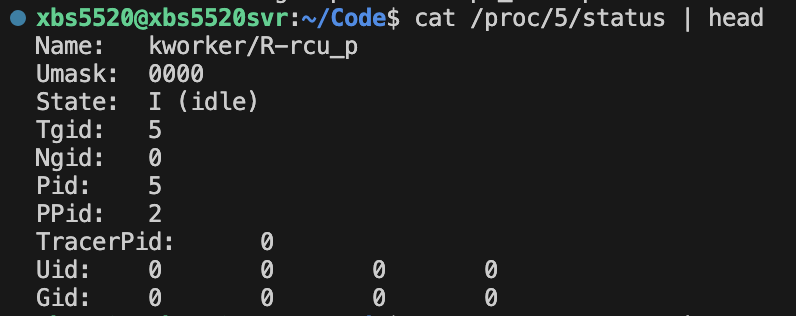 xbs5520@xbs5520svr:~/Code$ cat /proc/5/status | head
Name:   kworker/R-rcu_p
Umask:  0000
State:  I (idle)
Tgid:   5
Ngid:   0
Pid:    5
PPid:   2
TracerPid:      0
Uid:    0       0       0       0
Gid:    0       0       0       0